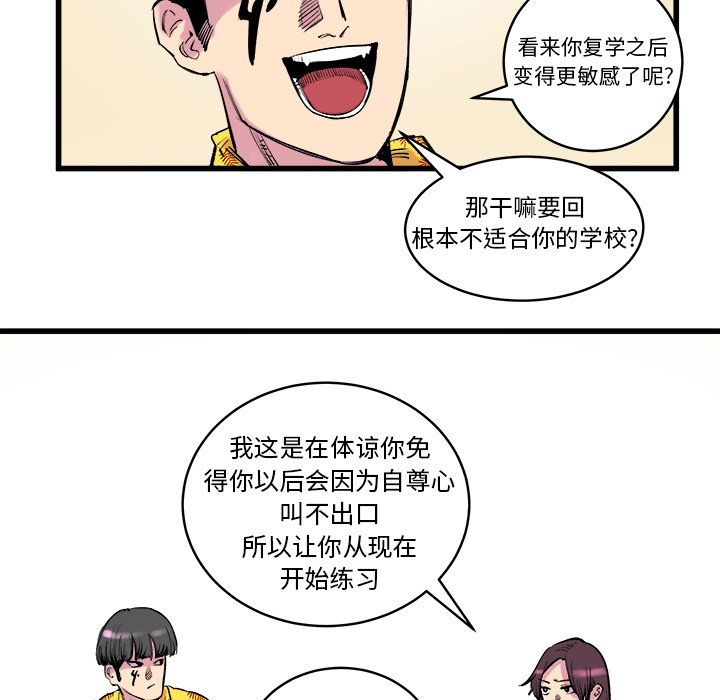 看来你复学之后
变得更敏感了呢?
那干嘛要回
根本不适合你的学校?
我这是在体谅你免
得你以后会因为自尊心
叫不出口
所以让你从现在
开始练习